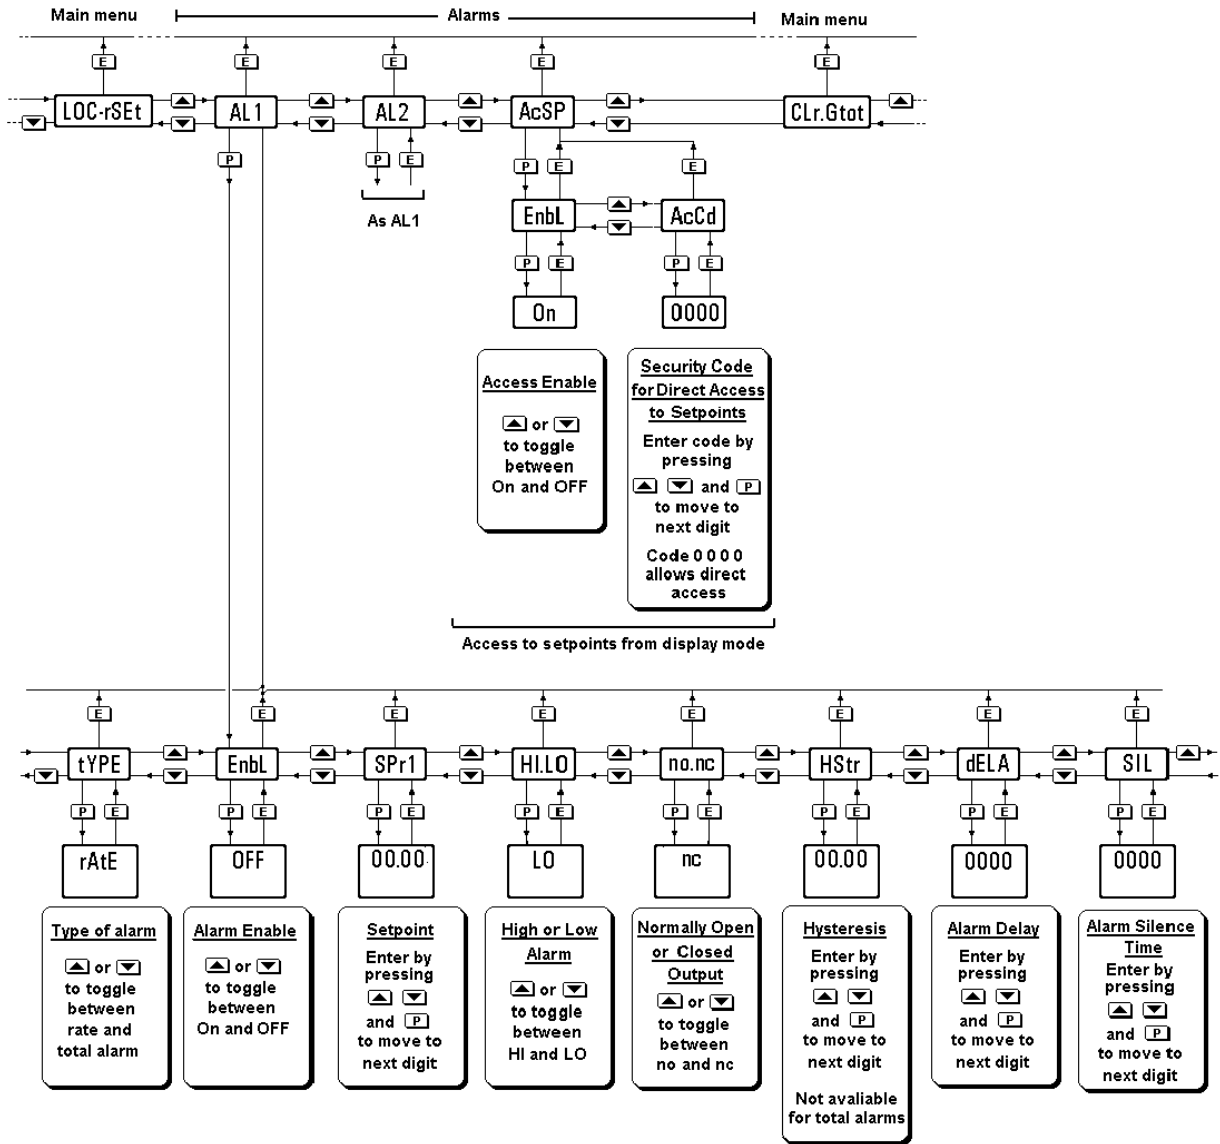 Main menu
Alarms
Main menu
E E E E E
LOC-rSEt AL1 AL2 AcSP CLr.Gtot
P P E P E E
As AL1
EnbL AcCd
P E P E
On 0000
Access Enable
or
to toggle
between
On and OFF
Security Code
for Direct Access
to Setpoints
Enter code by
pressing
and P
to move to
next digit
Code 0 0 0 0
allows direct
access
Access to setpoints from display mode
E E E E E E E E
tYPE EnbL SPr1 HI.LO no.nc HStr dELA SIL
P E P E P E P E P E P E P E P E
rAtE OFF 00.00 LO nc 00.00 0000 0000
Type of alarm
or
to toggle
between
rate and
total alarm
Alarm Enable
or
to toggle
between
On and OFF
Setpoint
Enter by
pressing
and P
to move to
next digit
High or Low
Alarm
or
to toggle
between
HI and LO
Normally Open
or Closed
Output
or
to toggle
between
no and nc
Hysteresis
Enter by
pressing
and P
to move to
next digit
Not avaliable
for total alarms
Alarm Delay
Enter by
pressing
and P
to move to
next digit
Alarm Silence
Time
Enter by
pressing
and P
to move to
next digit